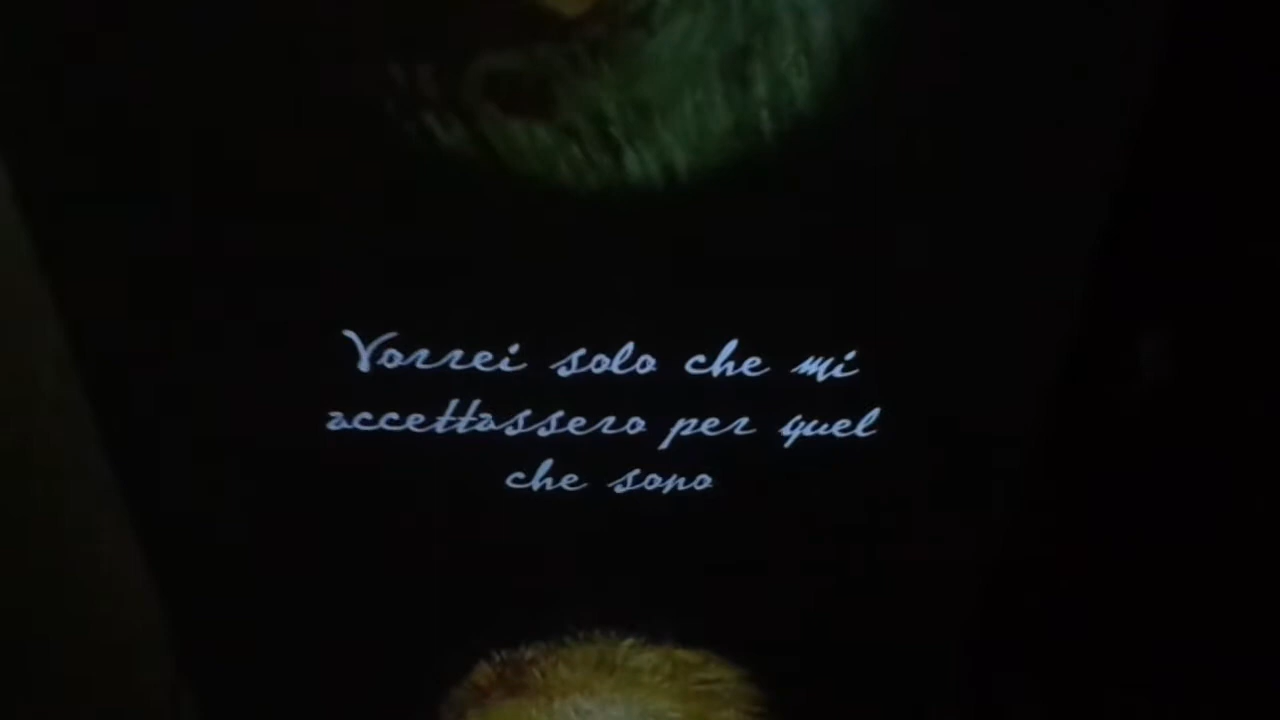 Vorrei solo che mi
accettassero per quel
che sono